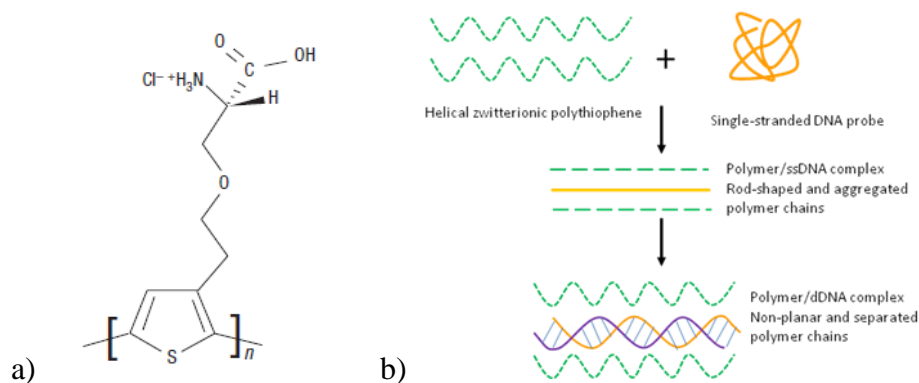 O
C
OH
Cl⁻ ⁺H₃N
H
O
S
n
a)
b)
+
Helical zwitterionic polythiophene
Single-stranded DNA probe
Polymer/ssDNA complex
Rod-shaped and aggregated
polymer chains
Polymer/dDNA complex
Non-planar and separated
polymer chains